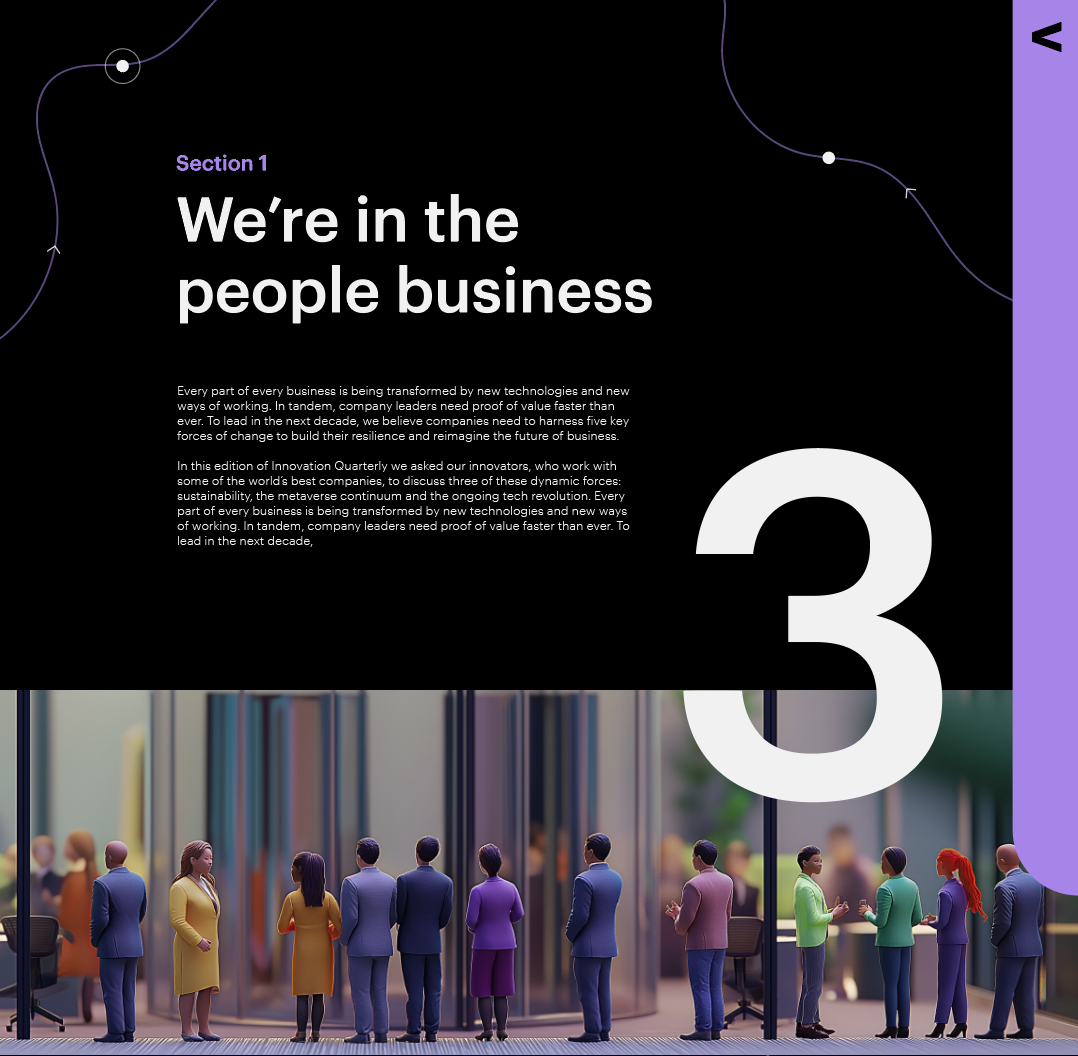 Section 1
We’re in the
people business
Every part of every business is being transformed by new technologies and new
ways of working. In tandem, company leaders need proof of value faster than
ever. To lead in the next decade, we believe companies need to harness five key
forces of change to build their resilience and reimagine the future of business.
In this edition of Innovation Quarterly we asked our innovators, who work with
some of the world’s best companies, to discuss three of these dynamic forces:
sustainability, the metaverse continuum and the ongoing tech revolution. Every
part of every business is being transformed by new technologies and new ways
of working. In tandem, company leaders need proof of value faster than ever. To
lead in the next decade,
3